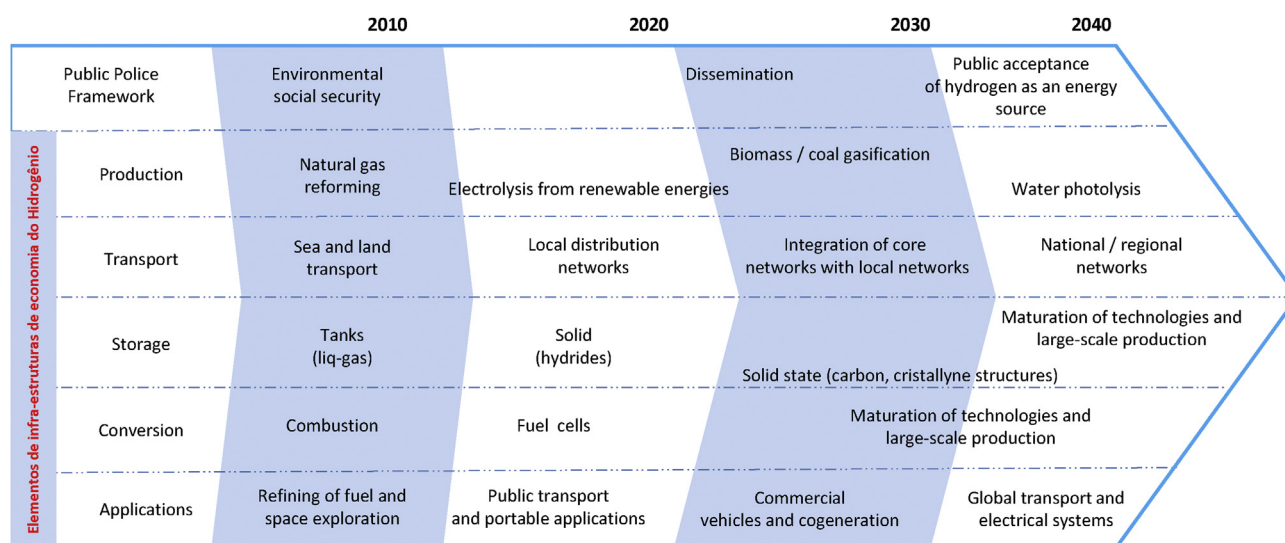 2010
2020
2030
2040
Public Police
Framework
Environmental
social security
Dissemination
Public acceptance
of hydrogen as an energy
source
Elementos de infra-estruturas de economia do Hidrogênio
Production
Natural gas
reforming
Electrolysis from renewable energies
Biomass / coal gasification
Water photolysis
Transport
Sea and land
transport
Local distribution
networks
Integration of core
networks with local networks
National / regional
networks
Storage
Tanks
(liq-gas)
Solid
(hydrides)
Solid state (carbon, cristallyne structures)
Maturation of technologies and
large-scale production
Conversion
Combustion
Fuel cells
Maturation of technologies and
large-scale production
Applications
Refining of fuel and
space exploration
Public transport
and portable applications
Commercial
vehicles and cogeneration
Global transport and
electrical systems